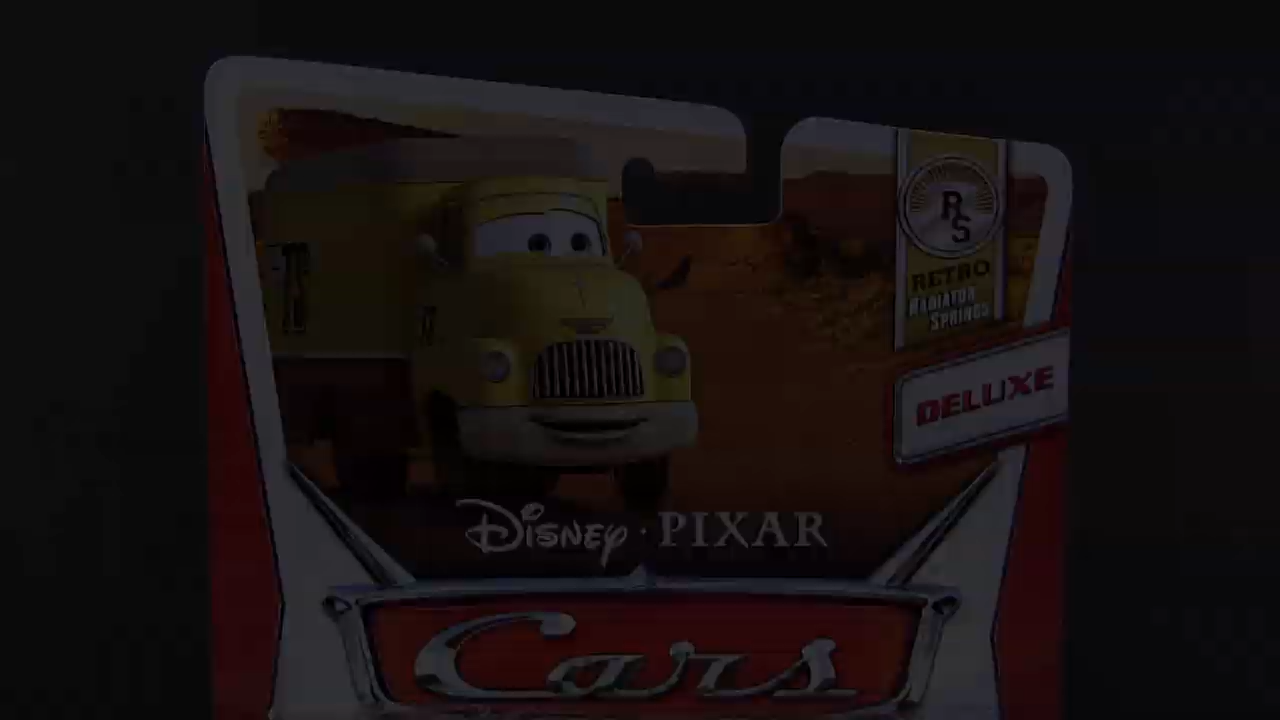 RS
RETRO
RADIATOR
SPRINGS
DELUXE
DISNEY · PIXAR
Cars